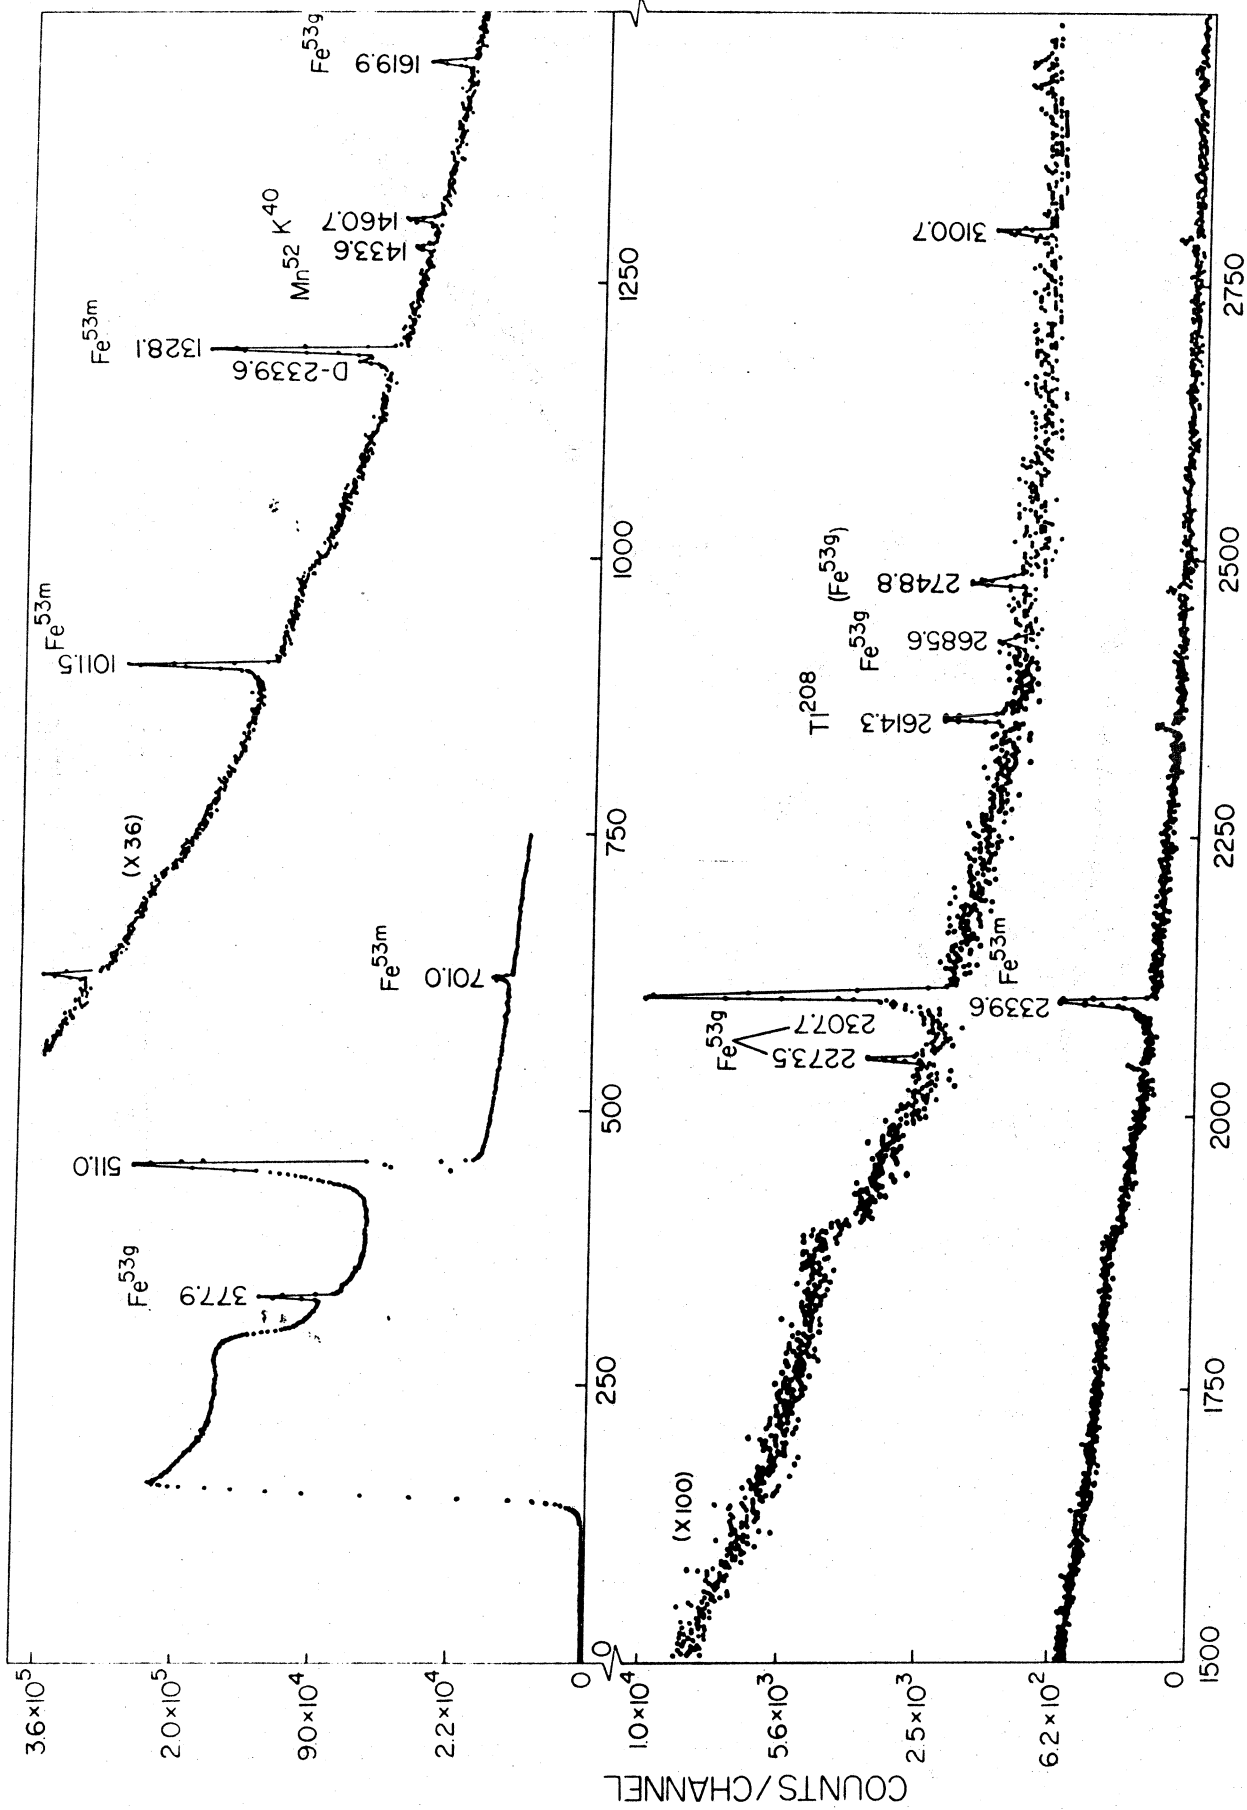 COUNTS/CHANNEL
3.6×10⁵
2.0×10⁵
9.0×10⁴
2.2×10⁴
0
0
250
500
750
1000
1250
Fe⁵³ᵍ
377.9
511.0
Fe⁵³ᵐ
701.0
(X 36)
Fe⁵³ᵐ
1011.5
Fe⁵³ᵐ
1328.1
D-2339.6
Mn⁵² K⁴⁰
1433.6
1460.7
Fe⁵³ᵍ
1619.9
1.0×10⁴
5.6×10³
2.5×10³
6.2×10²
0
1500
1750
2000
2250
2500
2750
(X 100)
Fe⁵³ᵍ
2273.5
2307.7
Fe⁵³ᵐ
2339.6
Tl²⁰⁸
2614.3
Fe⁵³ᵍ
2685.6
(Fe⁵³ᵍ)
2748.8
3100.7